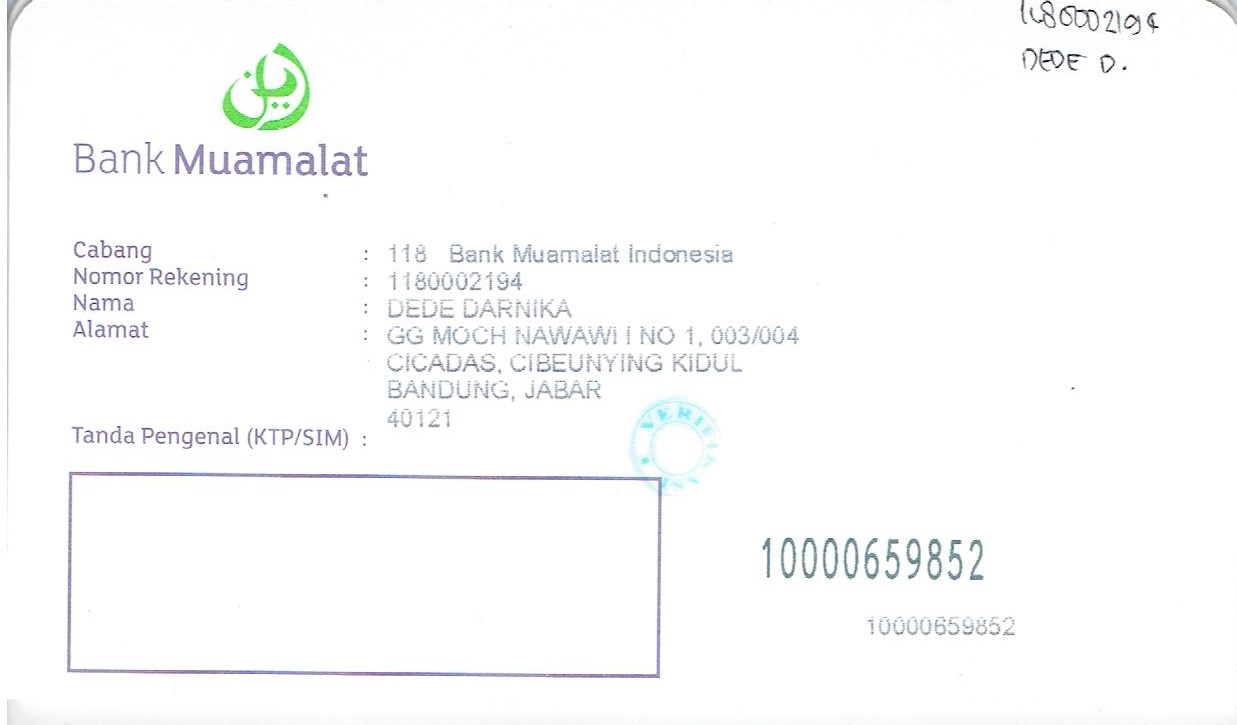 1180002194
DEDE D.
Bank Muamalat
Cabang : 118 Bank Muamalat Indonesia
Nomor Rekening : 1180002194
Nama : DEDE DARNIKA
Alamat : GG MOCH NAWAWI I NO 1, 003/004
CICADAS, CIBEUNYING KIDUL
BANDUNG, JABAR
40121
Tanda Pengenal (KTP/SIM) :
10000659852
10000659852